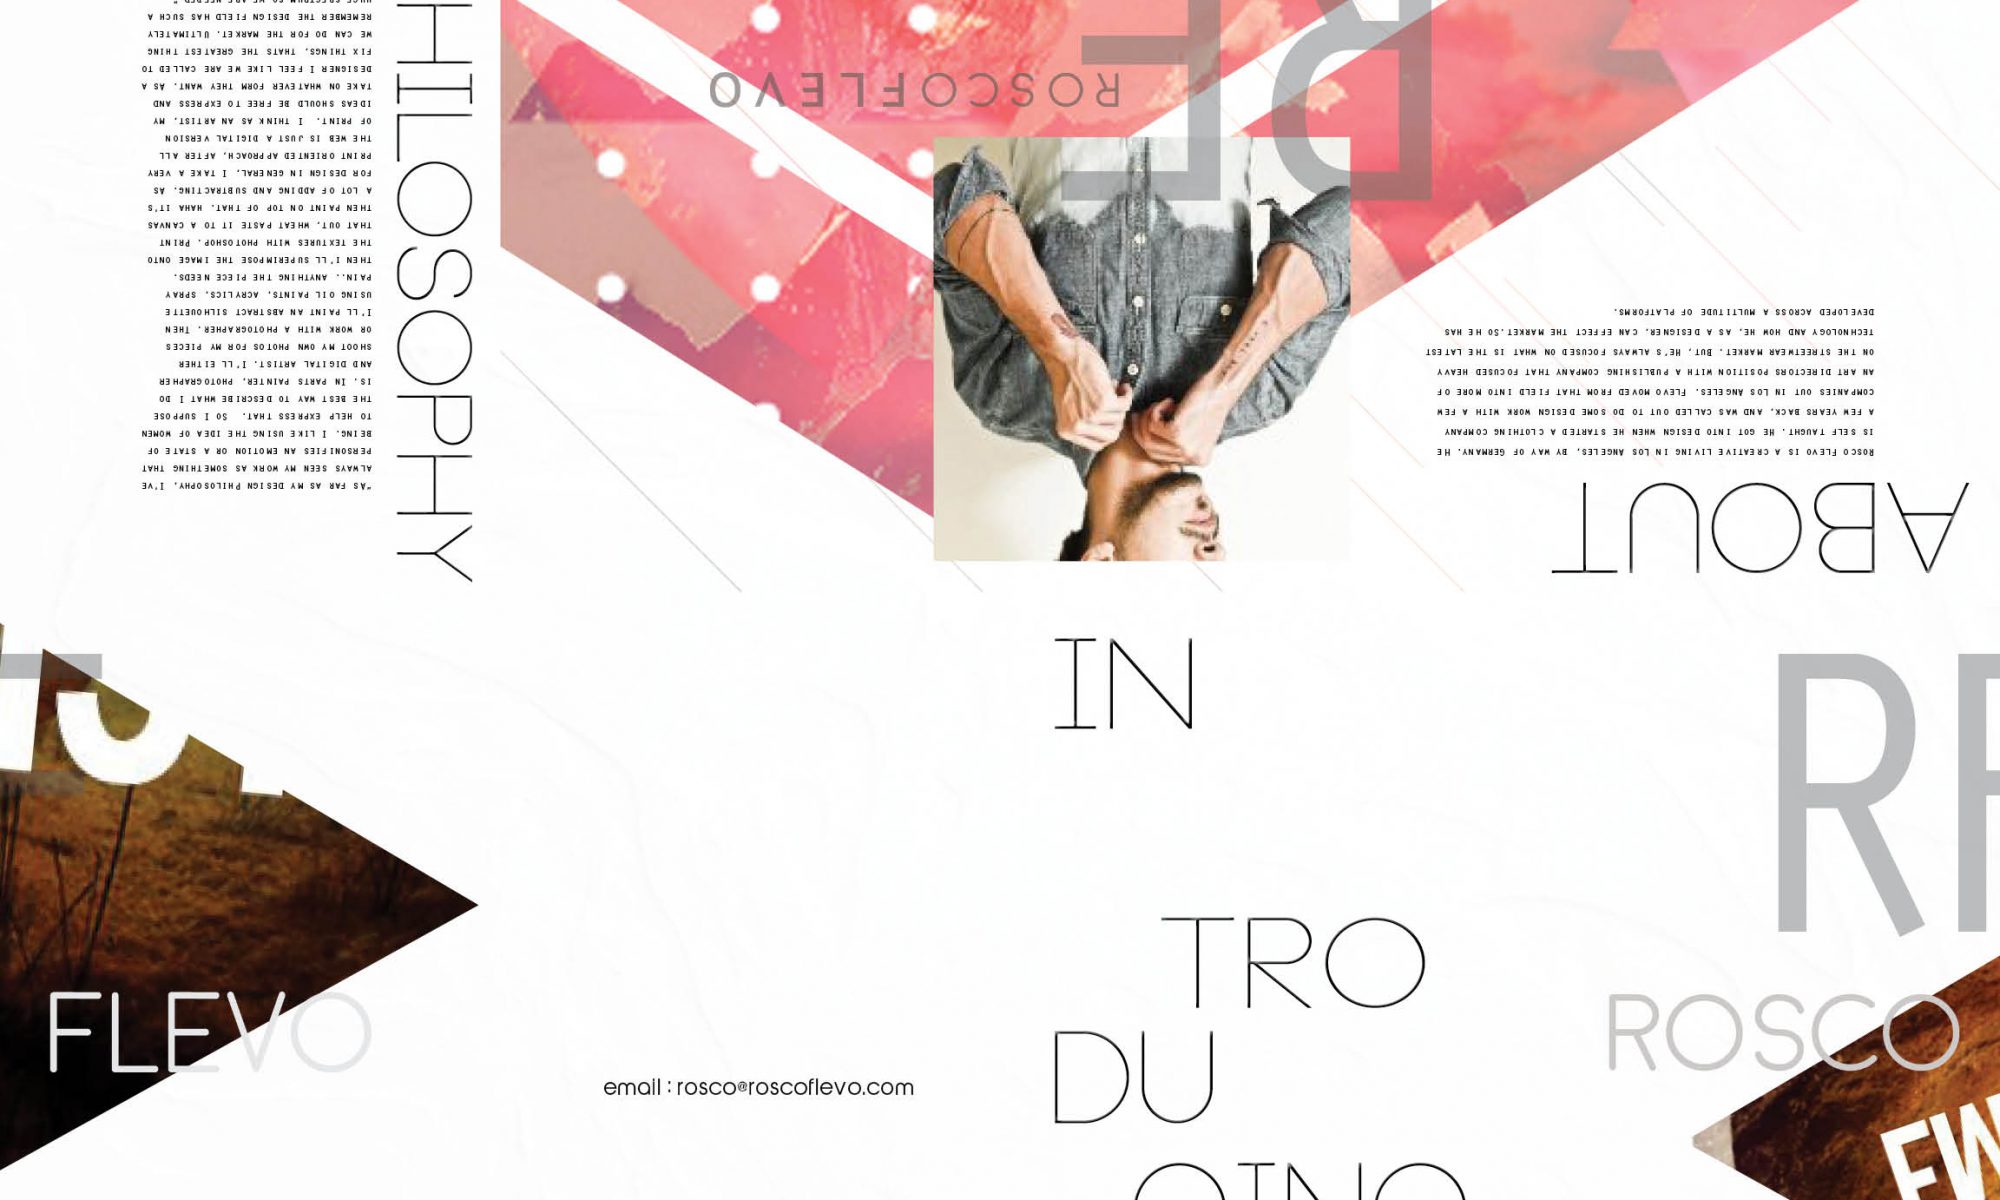 HILOSOPHY
"AS FAR AS MY DESIGN PHILOSOPHY, I'VE
ALWAYS SEEN MY WORK AS SOMETHING THAT
PERSONIFIES AN EMOTION OR A STATE OF
BEING. I LIKE USING THE IDEA OF WOMEN
TO HELP EXPRESS THAT. SO I SUPPOSE
THE BEST WAY TO DESCRIBE WHAT I DO
IS, IN PARTS PAINTER, PHOTOGRAPHER
AND DIGITAL ARTIST. I'LL EITHER
SHOOT MY OWN PHOTOS FOR MY PIECES
OR WORK WITH A PHOTOGRAPHER. THEN
I'LL PAINT AN ABSTRACT SILHOUETTE
USING OIL PAINTS, ACRYLICS, SPRAY
PAIN.. ANYTHING THE PIECE NEEDS.
THEN I'LL SUPERIMPOSE THE IMAGE ONTO
THE TEXTURES WITH PHOTOSHOP. PRINT
THAT OUT, WHEAT PASTE IT TO A CANVAS
THEN PAINT ON TOP OF THAT. HAHA IT'S
A LOT OF ADDING AND SUBTRACTING. AS
FOR DESIGN IN GENERAL, I TAKE A VERY
PRINT ORIENTED APPROACH, AFTER ALL
THE WEB IS JUST A DIGITAL VERSION
OF PRINT. I THINK AS AN ARTIST, MY
IDEAS SHOULD BE FREE TO EXPRESS AND
TAKE ON WHATEVER FORM THEY WANT. AS A
DESIGNER I FEEL LIKE WE ARE CALLED TO
FIX THINGS, THATS THE GREATEST THING
WE CAN DO FOR THE MARKET. ULTIMATELY
REMEMBER THE DESIGN FIELD HAS SUCH A
RE
ROSCOFLEVO
ABOUT
ROSCO FLEVO IS A CREATIVE LIVING IN LOS ANGELES, BY WAY OF GERMANY. HE
IS SELF TAUGHT. HE GOT INTO DESIGN WHEN HE STARTED A CLOTHING COMPANY
A FEW YEARS BACK, AND WAS CALLED OUT TO DO SOME DESIGN WORK WITH A FEW
COMPANIES OUT IN LOS ANGELES. FLEVO MOVED FROM THAT FIELD INTO MORE OF
AN ART DIRECTORS POSITION WITH A PUBLISHING COMPANY THAT FOCUSED HEAVY
ON THE STREETWEAR MARKET. BUT, HE'S ALWAYS FOCUSED ON WHAT IS THE LATEST
TECHNOLOGY AND HOW HE, AS A DESIGNER, CAN EFFECT THE MARKET.SO HE HAS
DEVELOPED ACROSS A MULTITUDE OF PLATFORMS.
IN
TRO
DU
FLEVO
email : rosco@roscoflevo.com
ROSCO